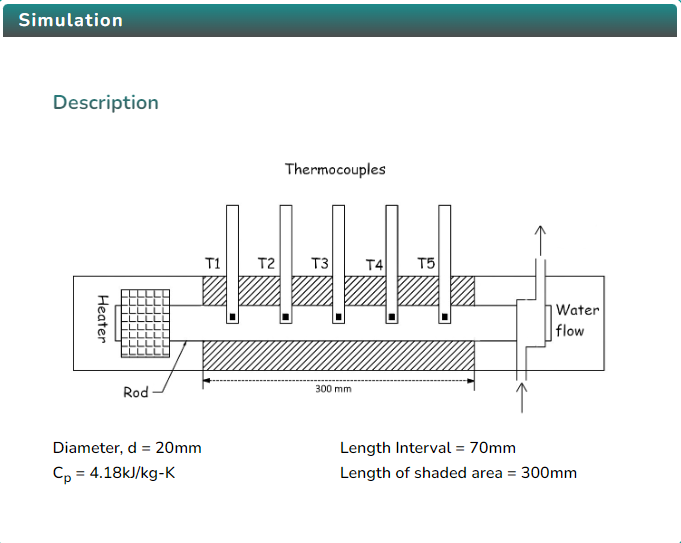 Simulation
Description
Thermocouples
T1 T2 T3 T4 T5
Heater
Water
flow
Rod
300 mm
Diameter, d = 20mm
Length Interval = 70mm
Cp = 4.18kJ/kg-K
Length of shaded area = 300mm